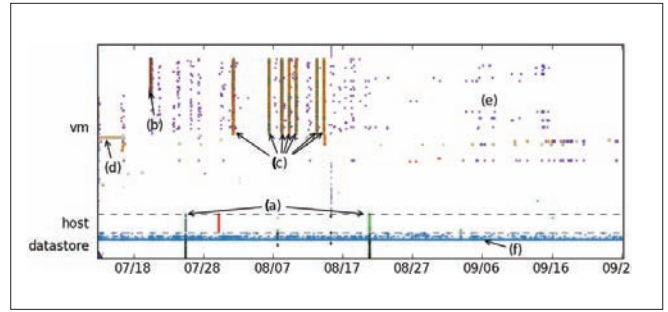 (e)
vm
(b)
(c)
(d)
(a)
host
datastore
(f)
07/18 07/28 08/07 08/17 08/27 09/06 09/16 09/2